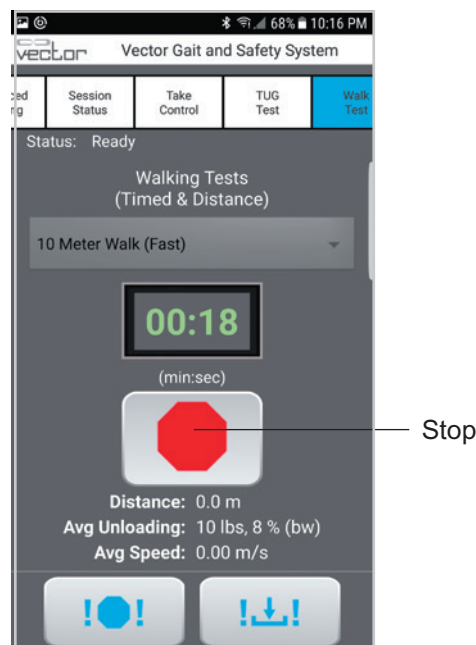 68% 10:16 PM
vector Vector Gait and Safety System
ced
g
Session
Status
Take
Control
TUG
Test
Walk
Test
Status: Ready
Walking Tests
(Timed & Distance)
10 Meter Walk (Fast)
00:18
(min:sec)
Stop
Distance: 0.0 m
Avg Unloading: 10 lbs, 8 % (bw)
Avg Speed: 0.00 m/s
! !
! !